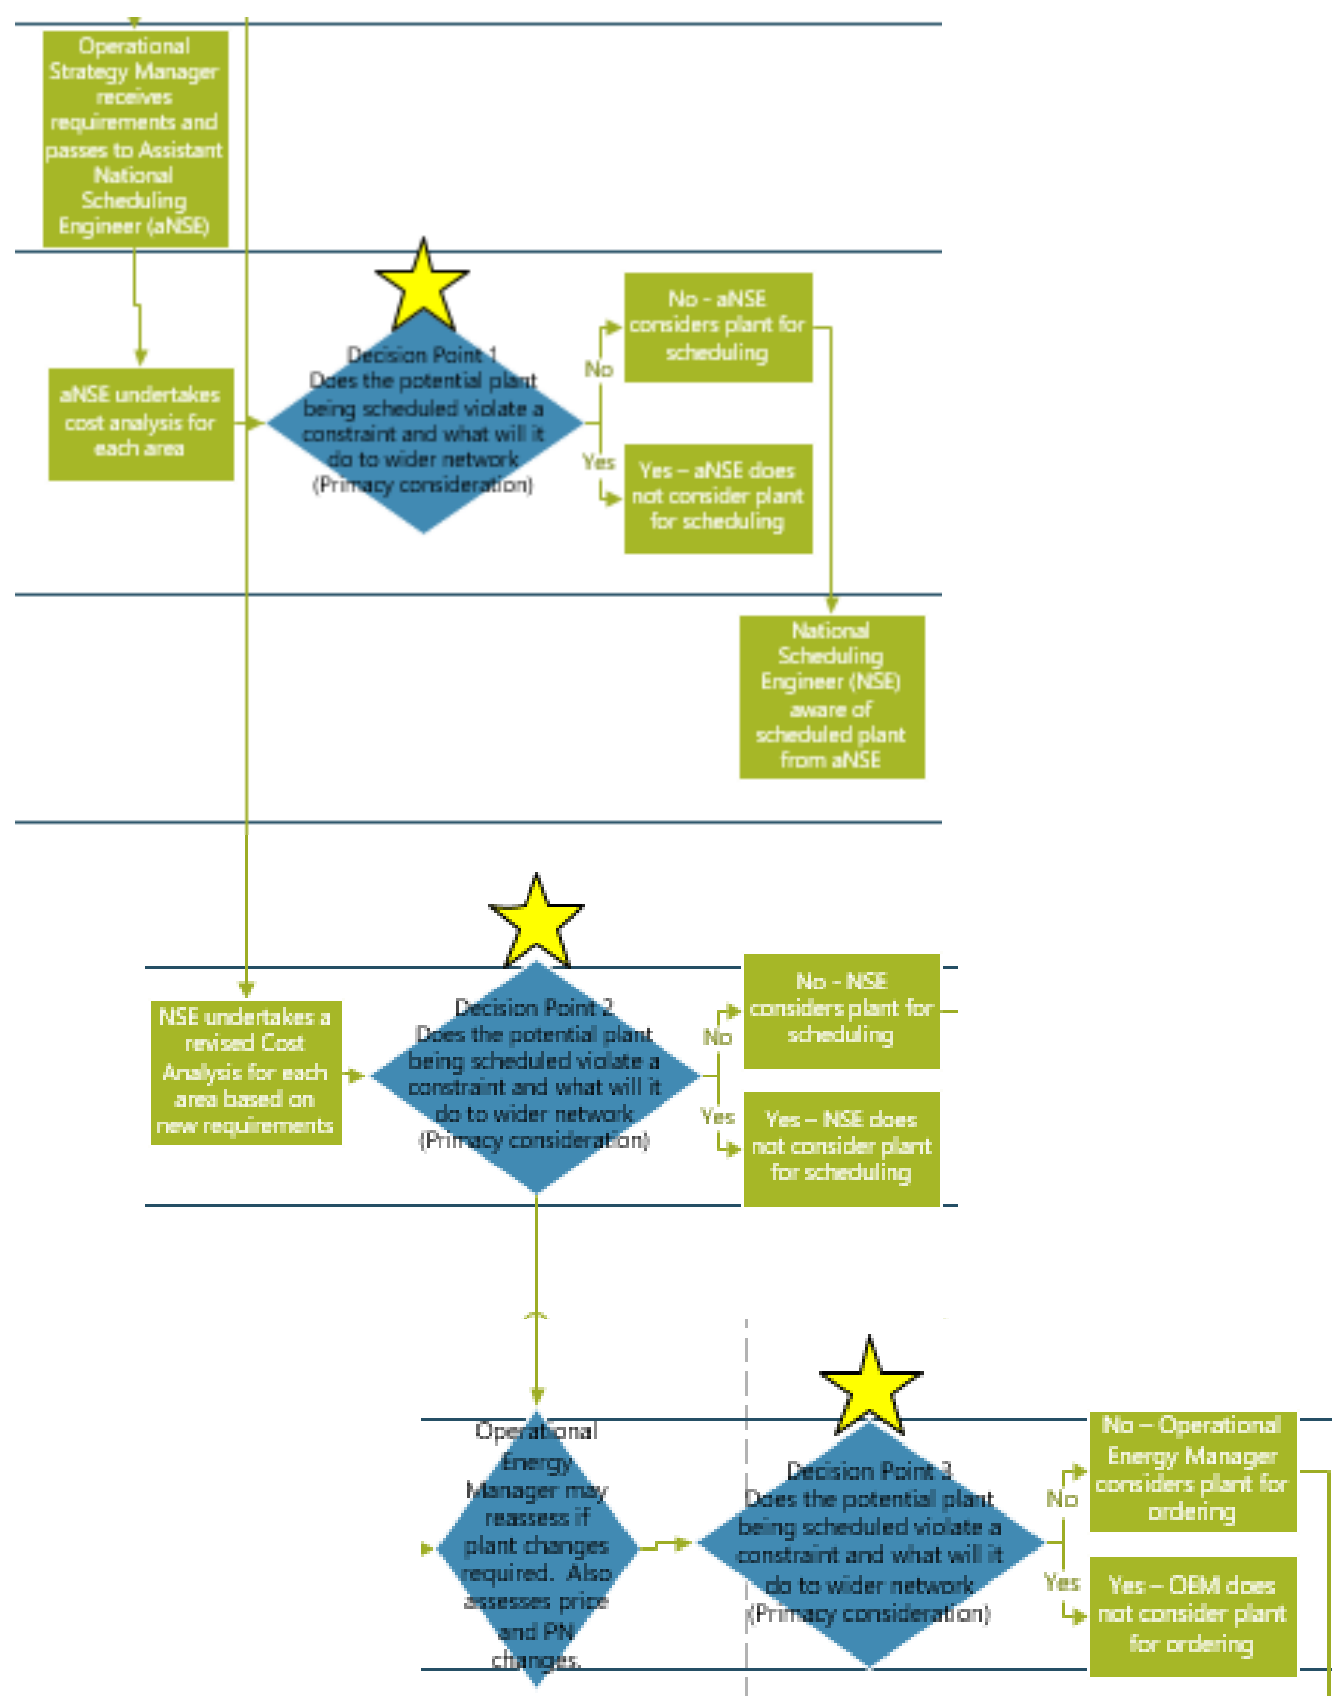 Operational
Strategy Manager
receives
requirements and
passes to Assistant
National
Scheduling
Engineer (aNSE)
aNSE undertakes
cost analysis for
each area
Decision Point 1
Does the potential plant
being scheduled violate a
constraint and what will it
do to wider network
(Primacy consideration)
No
Yes
No - aNSE
considers plant for
scheduling
Yes – aNSE does
not consider plant
for scheduling
National
Scheduling
Engineer (NSE)
aware of
scheduled plant
from aNSE
NSE undertakes a
revised Cost
Analysis for each
area based on
new requirements
Decision Point 2
Does the potential plant
being scheduled violate a
constraint and what will it
do to wider network
(Primacy consideration)
No
Yes
No - NSE
considers plant for
scheduling
Yes – NSE does
not consider plant
for scheduling
Operational
Energy
Manager may
reassess if
plant changes
required. Also
assesses price
and PN
changes.
Decision Point 3
Does the potential plant
being scheduled violate a
constraint and what will it
do to wider network
(Primacy consideration)
No
Yes
No – Operational
Energy Manager
considers plant for
ordering
Yes – OEM does
not consider plant
for ordering